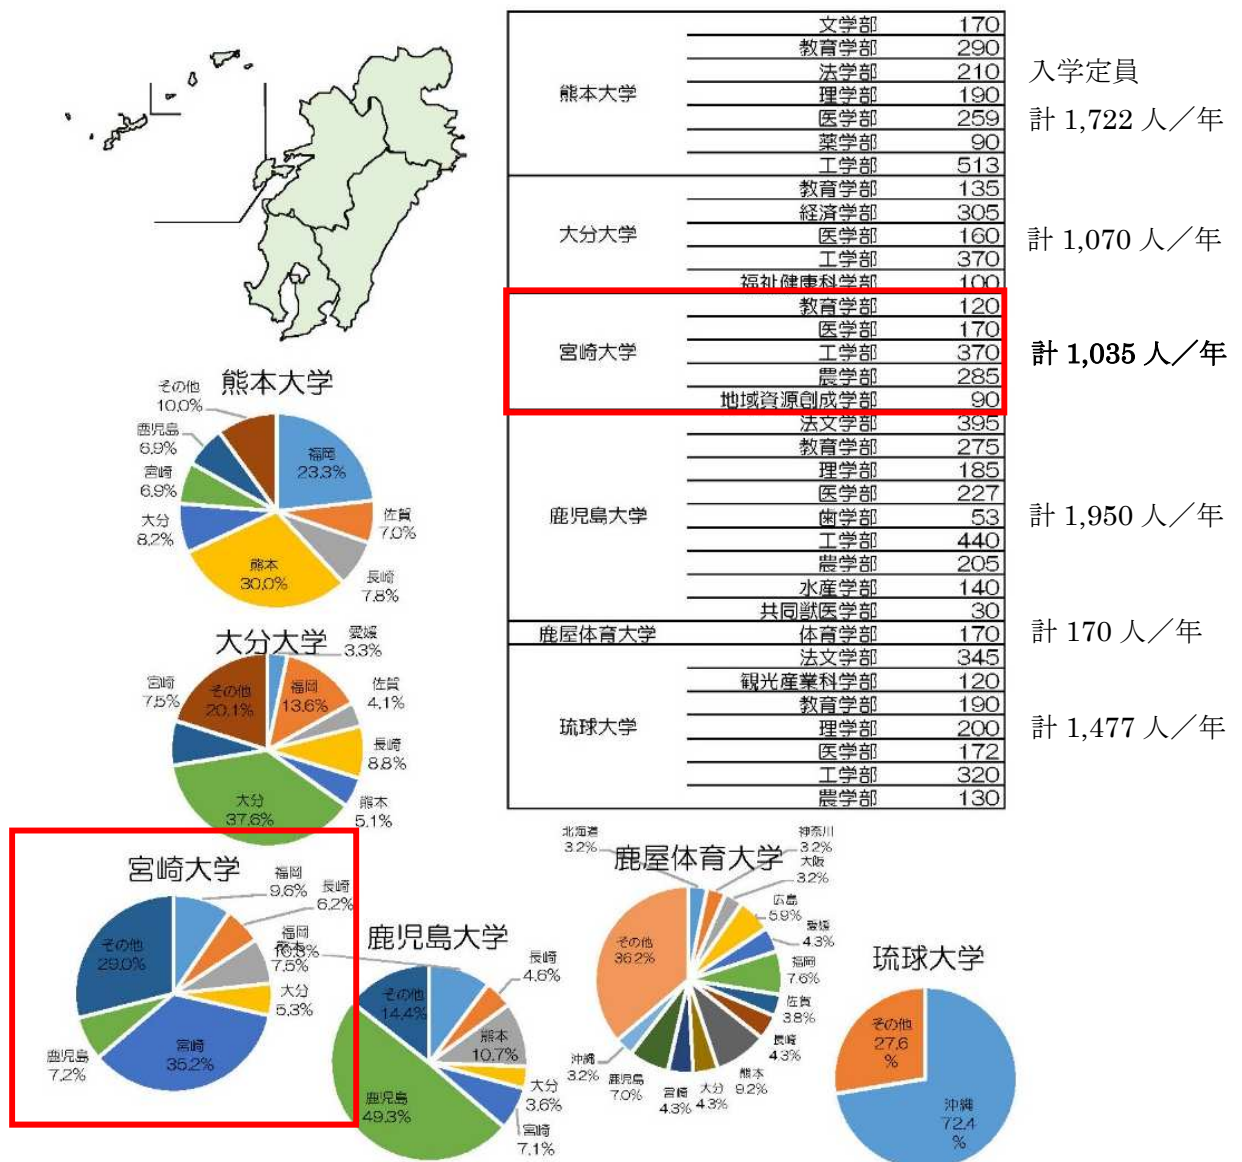 文学部 170
教育学部 290
法学部 210
熊本大学 理学部 190
医学部 259
薬学部 90
工学部 513
入学定員
計 1,722 人／年
教育学部 135
経済学部 305
大分大学 医学部 160
工学部 370
福祉健康科学部 100
計 1,070 人／年
教育学部 120
医学部 170
宮崎大学 工学部 370
農学部 285
地域資源創成学部 90
計 1,035 人／年
法文学部 395
教育学部 275
理学部 185
医学部 227
鹿児島大学 歯学部 53
工学部 440
農学部 205
水産学部 140
共同獣医学部 30
計 1,950 人／年
鹿屋体育大学 体育学部 170
計 170 人／年
法文学部 345
観光産業科学部 120
教育学部 190
琉球大学 理学部 200
医学部 172
工学部 320
農学部 130
計 1,477 人／年
熊本大学
福岡
23.3%
佐賀
7.0%
長崎
7.8%
熊本
30.0%
大分
8.2%
宮崎
6.9%
鹿児島
6.9%
その他
10.0%
大分大学
愛媛
3.3%
福岡
13.6%
佐賀
4.1%
長崎
8.8%
熊本
5.1%
大分
37.6%
宮崎
7.5%
その他
20.1%
宮崎大学
福岡
9.6%
長崎
6.2%
熊本
7.5%
大分
5.3%
宮崎
35.2%
鹿児島
7.2%
その他
29.0%
鹿児島大学
福岡
10.3%
長崎
4.6%
熊本
10.7%
大分
3.6%
宮崎
7.1%
鹿児島
49.3%
その他
14.4%
鹿屋体育大学
北海道
3.2%
神奈川
3.2%
大阪
3.2%
広島
5.9%
愛媛
4.3%
福岡
7.6%
佐賀
3.8%
長崎
4.3%
熊本
9.2%
大分
4.3%
宮崎
4.3%
鹿児島
7.0%
沖縄
3.2%
その他
36.2%
琉球大学
沖縄
72.4
%
その他
27.6
%